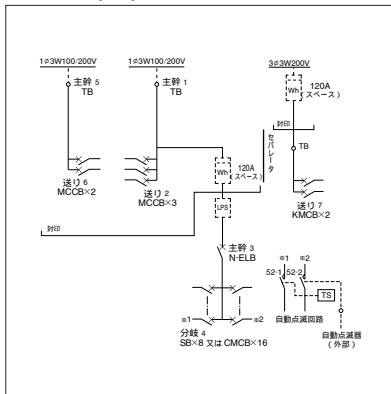 1φ3W100/200V
1φ3W100/200V
3φ3W200V
主幹 5
TB
主幹 1
TB
Wh
120A
(スペース)
封印
TB
セパレータ
送り 6
MCCB×2
送り 2
MCCB×3
Wh
120A
(スペース)
LPS
送り 7
KMCB×2
封印
主幹 3
N-ELB
※1
※2
52-1
52-2
TS
※1
※2
分岐 4
SB×8 又は CMCB×16
自動点滅回路
自動点滅器
(外部)